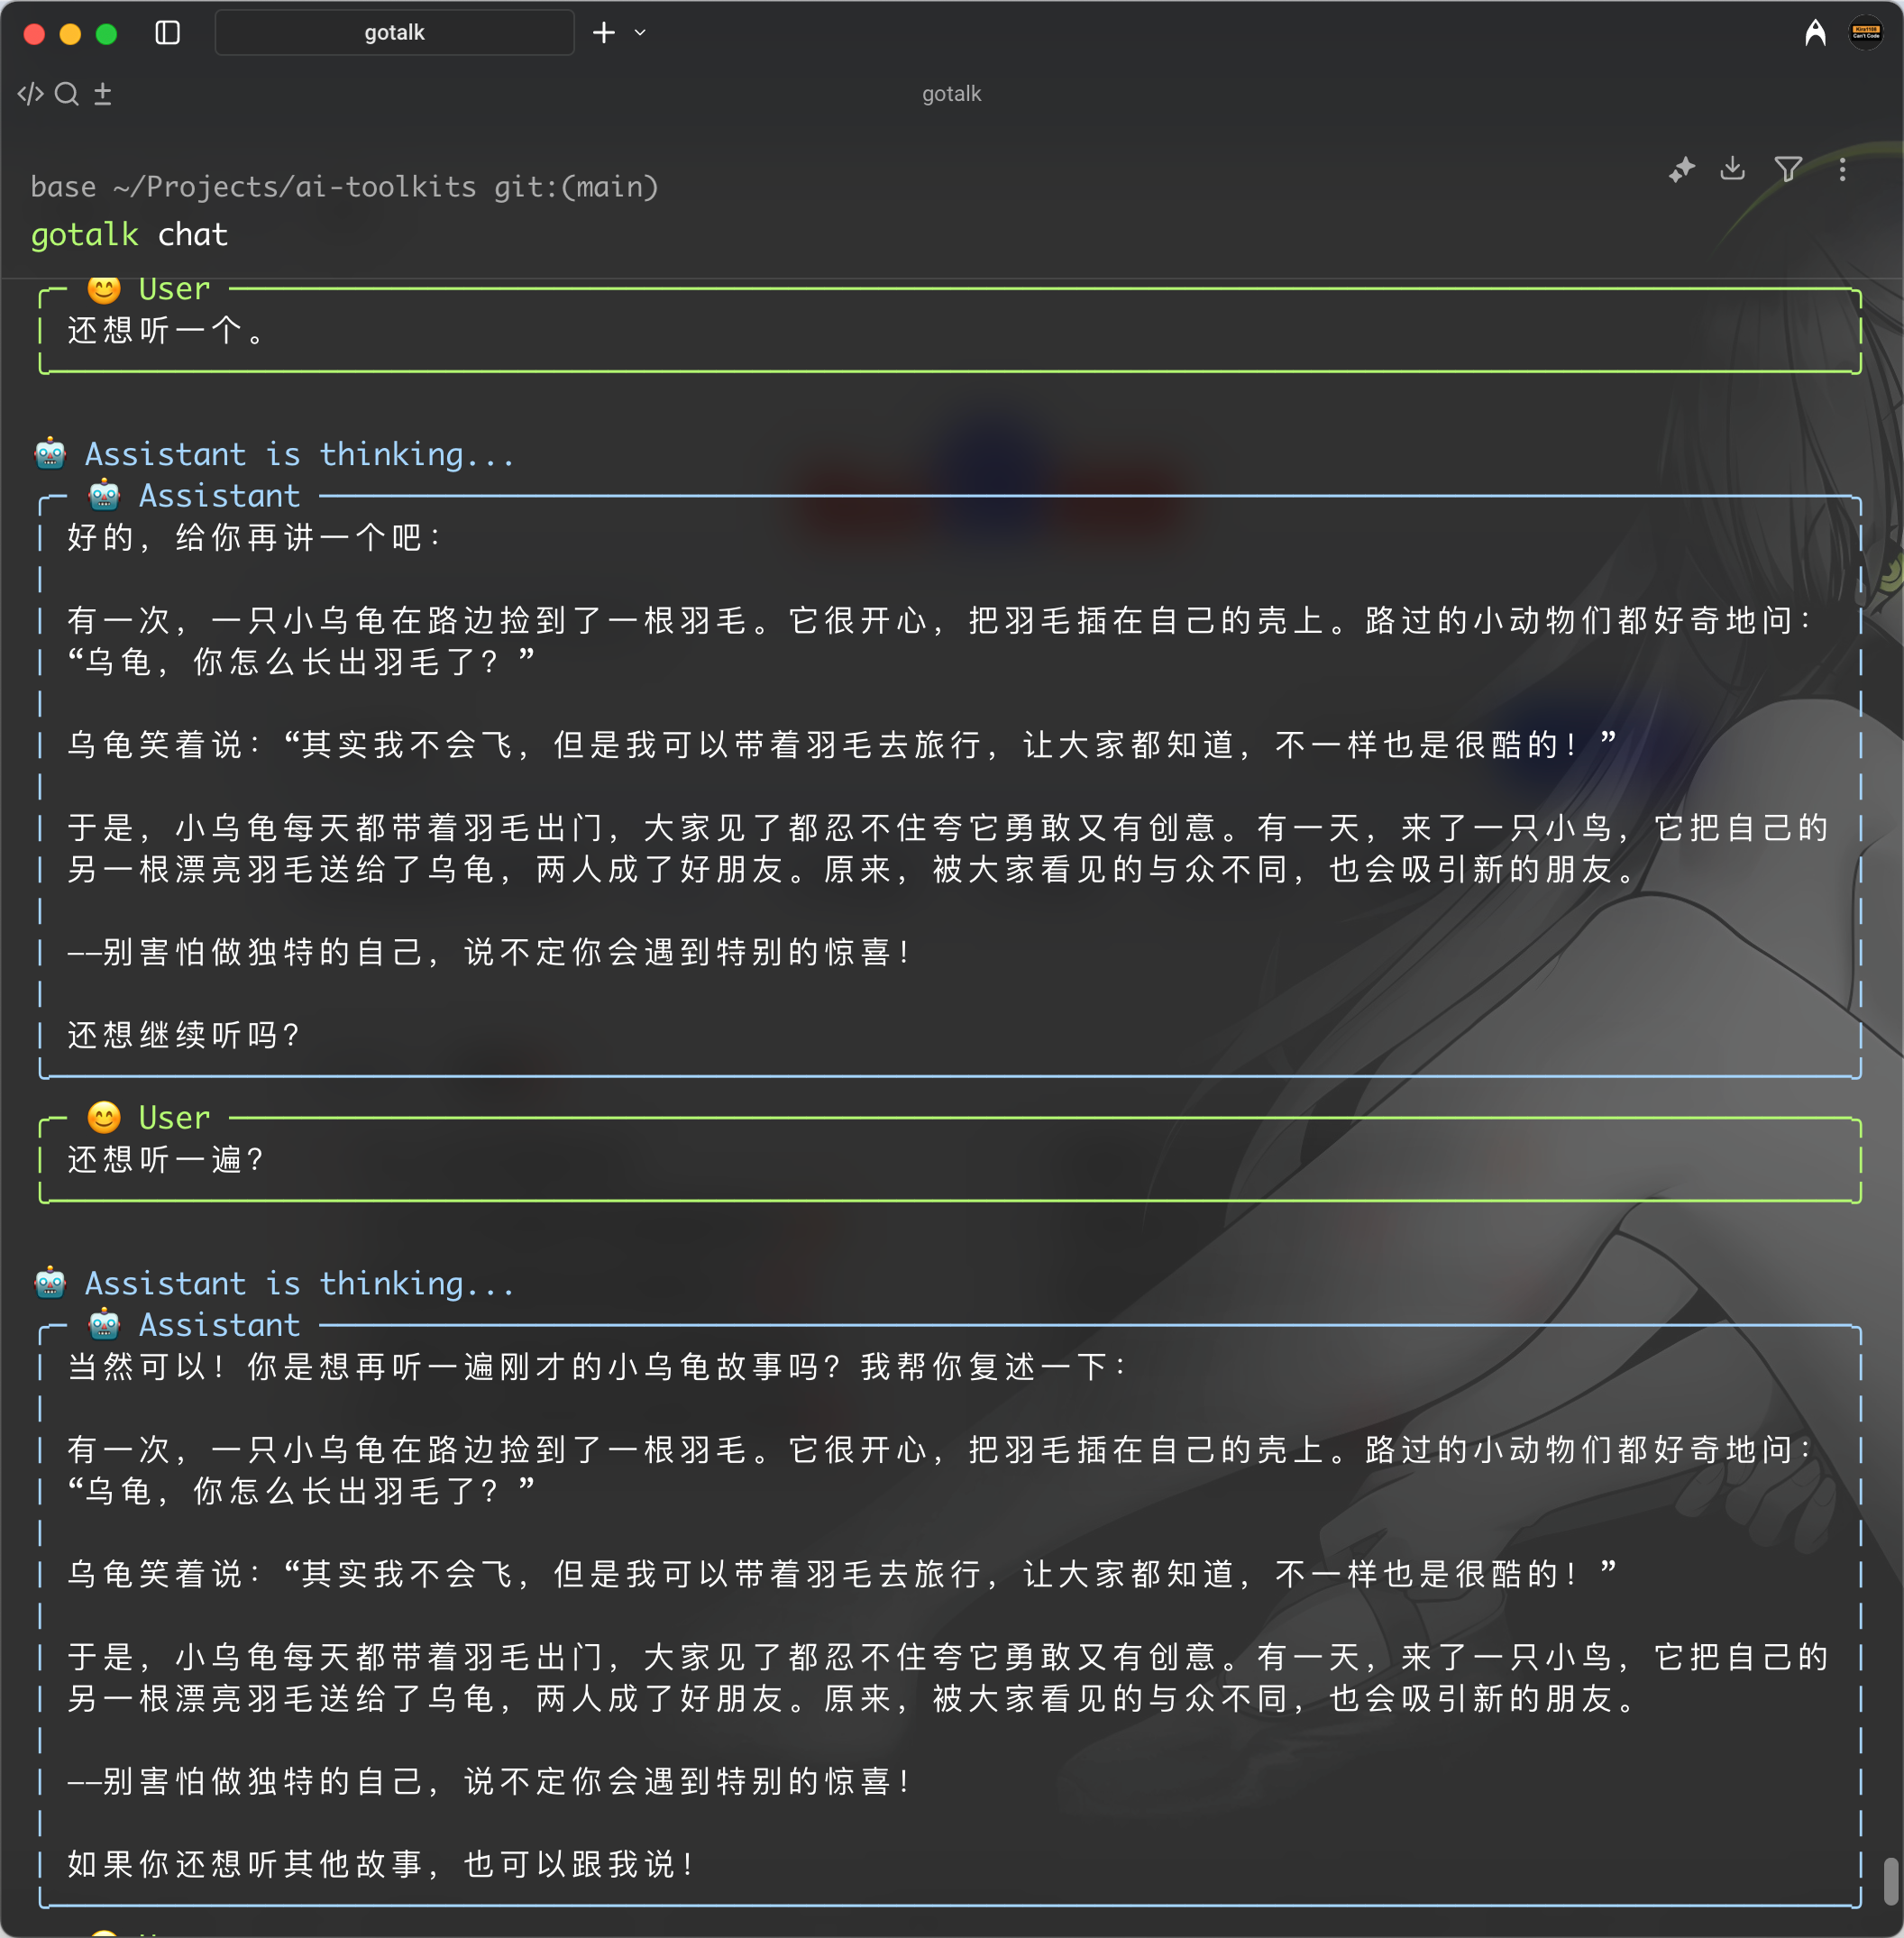 gotalk
gotalk
base ~/Projects/ai-toolkits git:(main)
gotalk chat
User
还想听一个。
Assistant is thinking...
Assistant
好的，给你再讲一个吧：
有一次，一只小乌龟在路边捡到了一根羽毛。它很开心，把羽毛插在自己的壳上。路过的小动物们都好奇地问：
“乌龟，你怎么长出羽毛了？”
乌龟笑着说：“其实我不会飞，但是我可以带着羽毛去旅行，让大家都知道，不一样也是很酷的！”
于是，小乌龟每天都带着羽毛出门，大家见了都忍不住夸它勇敢又有创意。有一天，来了一只小鸟，它把自己的
另一根漂亮羽毛送给了乌龟，两人成了好朋友。原来，被大家看见的与众不同，也会吸引新的朋友。
——别害怕做独特的自己，说不定你会遇到特别的惊喜！
还想继续听吗？
User
还想听一遍？
Assistant is thinking...
Assistant
当然可以！你是想再听一遍刚才的小乌龟故事吗？我帮你复述一下：
有一次，一只小乌龟在路边捡到了一根羽毛。它很开心，把羽毛插在自己的壳上。路过的小动物们都好奇地问：
“乌龟，你怎么长出羽毛了？”
乌龟笑着说：“其实我不会飞，但是我可以带着羽毛去旅行，让大家都知道，不一样也是很酷的！”
于是，小乌龟每天都带着羽毛出门，大家见了都忍不住夸它勇敢又有创意。有一天，来了一只小鸟，它把自己的
另一根漂亮羽毛送给了乌龟，两人成了好朋友。原来，被大家看见的与众不同，也会吸引新的朋友。
——别害怕做独特的自己，说不定你会遇到特别的惊喜！
如果你还想听其他故事，也可以跟我说！